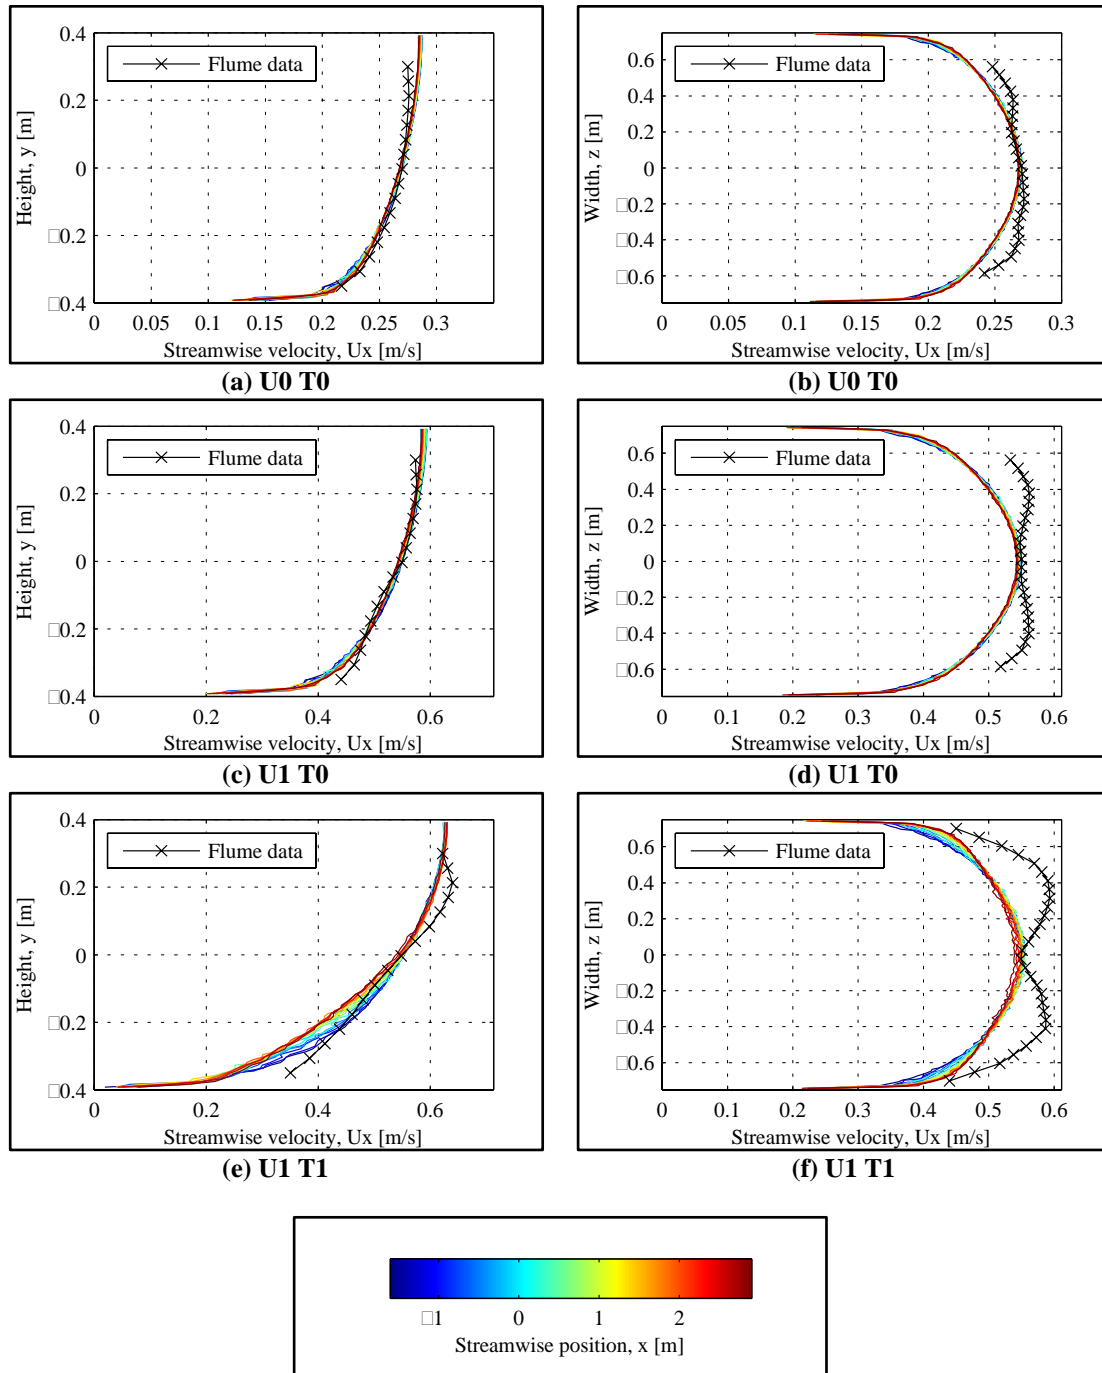 0.4
0.2
0
□0.2
□0.4
Height, y [m]
Flume data
0 0.05 0.1 0.15 0.2 0.25 0.3
Streamwise velocity, Ux [m/s]
(a) U0 T0
0.6
0.4
0.2
0
□0.2
□0.4
□0.6
Width, z [m]
Flume data
0 0.05 0.1 0.15 0.2 0.25 0.3
Streamwise velocity, Ux [m/s]
(b) U0 T0
0.4
0.2
0
□0.2
□0.4
Height, y [m]
Flume data
0 0.2 0.4 0.6
Streamwise velocity, Ux [m/s]
(c) U1 T0
0.6
0.4
0.2
0
□0.2
□0.4
□0.6
Width, z [m]
Flume data
0 0.1 0.2 0.3 0.4 0.5 0.6
Streamwise velocity, Ux [m/s]
(d) U1 T0
0.4
0.2
0
□0.2
□0.4
Height, y [m]
Flume data
0 0.2 0.4 0.6
Streamwise velocity, Ux [m/s]
(e) U1 T1
0.6
0.4
0.2
0
□0.2
□0.4
□0.6
Width, z [m]
Flume data
0 0.1 0.2 0.3 0.4 0.5 0.6
Streamwise velocity, Ux [m/s]
(f) U1 T1
□1 0 1 2
Streamwise position, x [m]